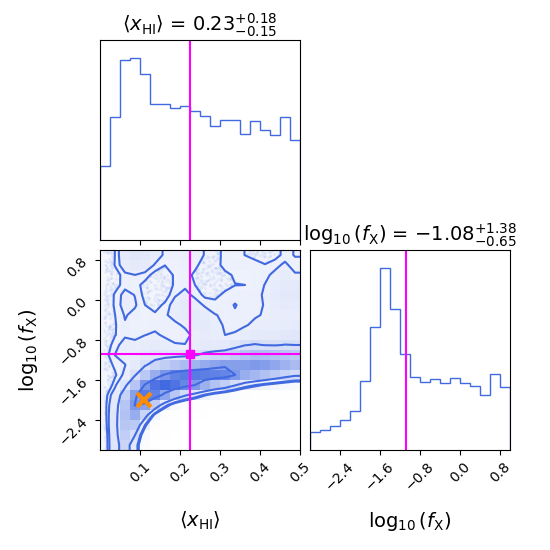 ⟨x_HI⟩ = 0.23^{+0.18}_{−0.15}
log₁₀ (f_X) = −1.08^{+1.38}_{−0.65}
0.8
0.0
−0.8
−1.6
−2.4
log₁₀ (f_X)
0.1 0.2 0.3 0.4 0.5
⟨x_HI⟩
−2.4 −1.6 −0.8 0.0 0.8
log₁₀ (f_X)